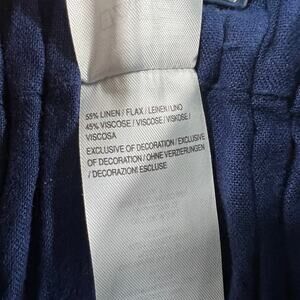 55% LINEN / FLAX / LEINEN / LINO
45% VISCOSE / VISCOSE / VISKOSE /
VISCOSA
EXCLUSIVE OF DECORATION / EXCLUSIVE
OF DECORATION / OHNE VERZIERUNGEN
/ DECORAZIONI ESCLUSE